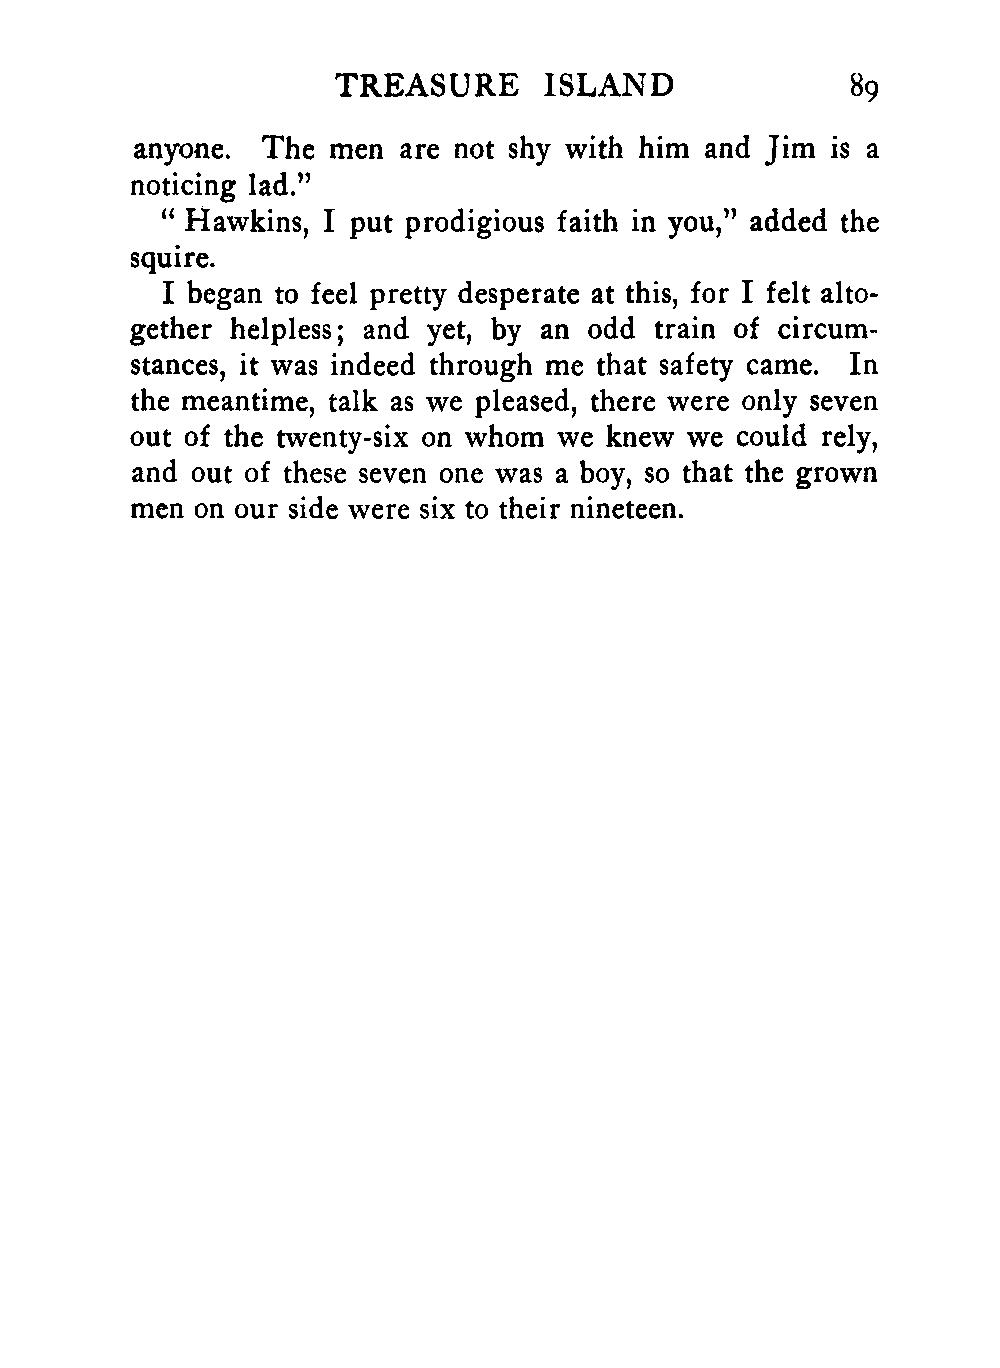 TREASURE ISLAND 89
anyone. The men are not shy with him and Jim is a
noticing lad."
" Hawkins, I put prodigious faith in you," added the
squire.
I began to feel pretty desperate at this, for I felt alto-
gether helpless; and yet, by an odd train of circum-
stances, it was indeed through me that safety came. In
the meantime, talk as we pleased, there were only seven
out of the twenty-six on whom we knew we could rely,
and out of these seven one was a boy, so that the grown
men on our side were six to their nineteen.